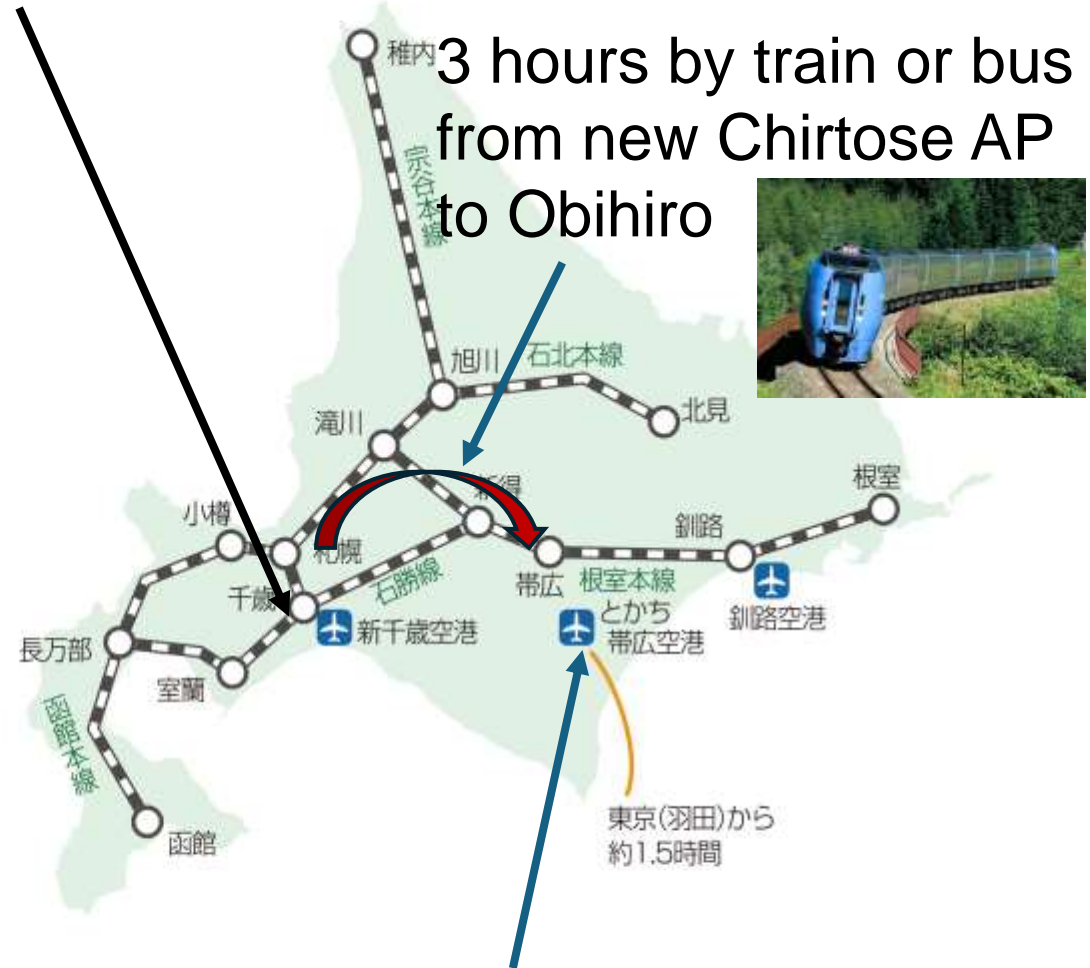 稚内
3 hours by train or bus
from new Chirtose AP
to Obihiro
宗谷本線
旭川
石北本線
滝川
北見
新得
根室
小樽
札幌
釧路
千歳
石勝線
帯広
根室本線
新千歳空港
とかち
帯広空港
釧路空港
長万部
室蘭
函館本線
函館
東京(羽田)から
約1.5時間